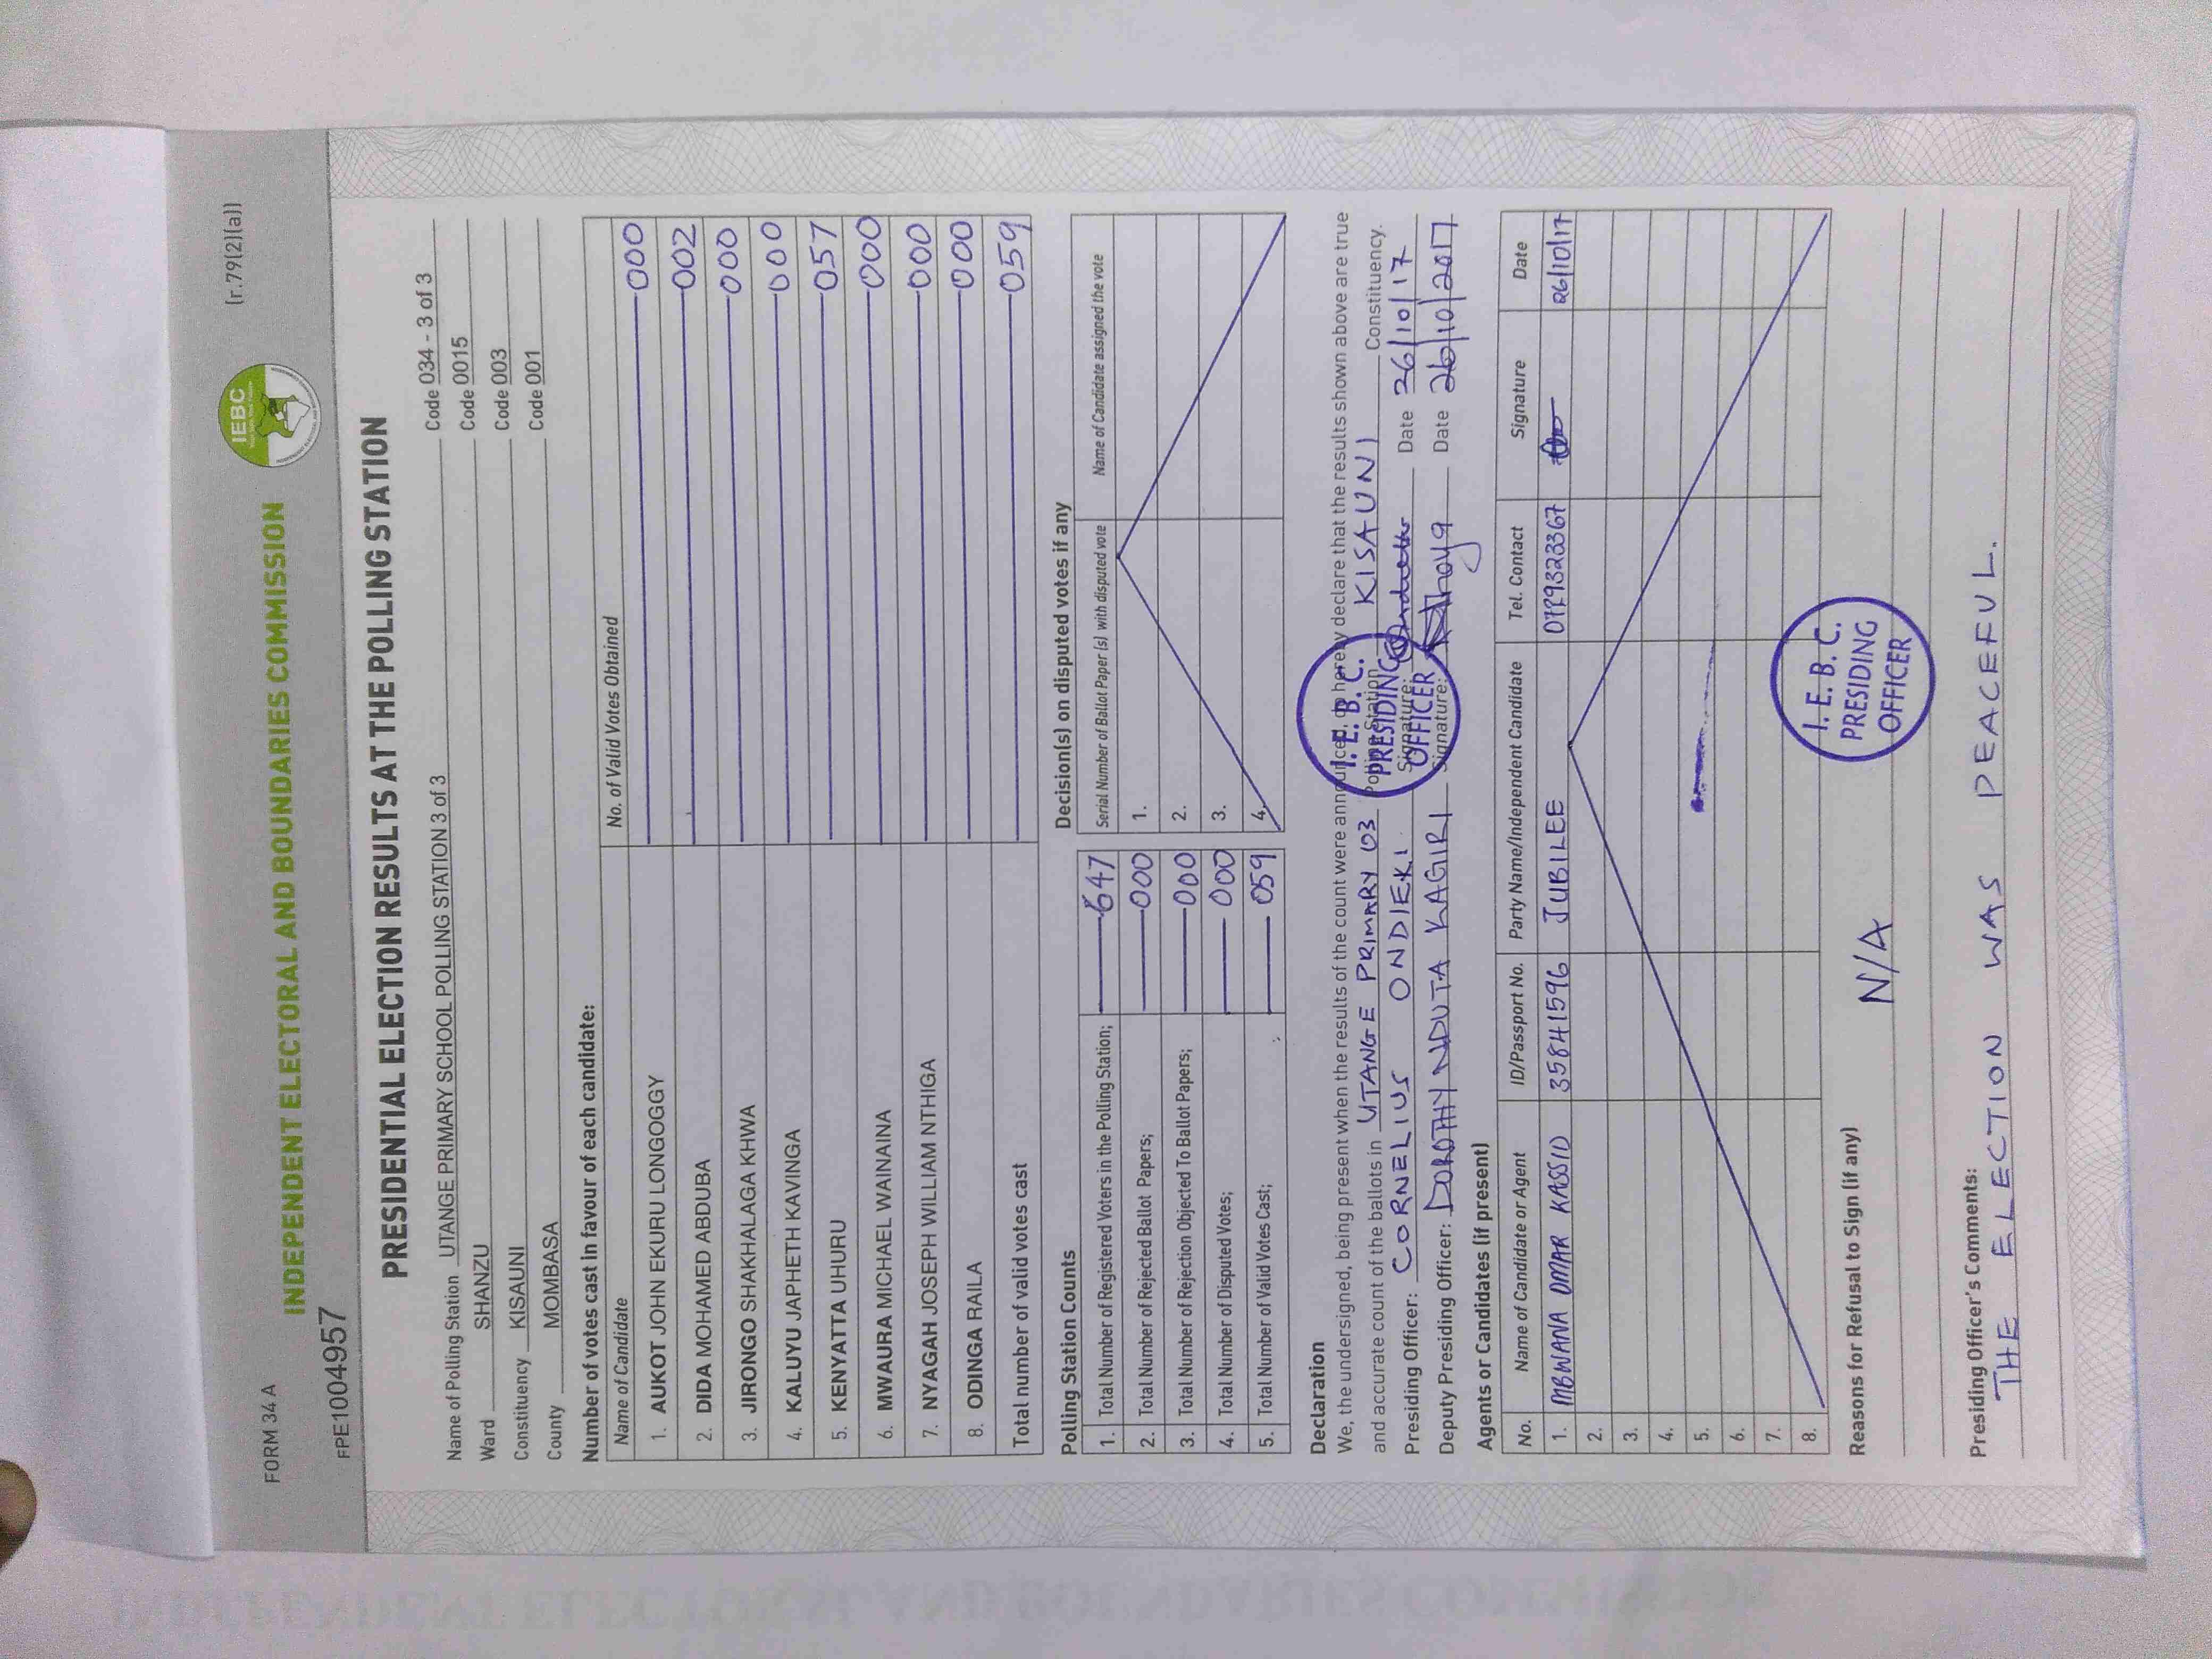 FORM 34 A
(r.79(2)(a))
INDEPENDENT ELECTORAL AND BOUNDARIES COMMISSION
IEBC
FPE1004957
PRESIDENTIAL ELECTION RESULTS AT THE POLLING STATION
Name of Polling Station UTANGE PRIMARY SCHOOL POLLING STATION 3 of 3 Code 034 - 3 of 3
Ward SHANZU Code 0015
Constituency KISAUNI Code 003
County MOMBASA Code 001
Number of votes cast in favour of each candidate:
Name of Candidate No. of Valid Votes Obtained
1. AUKOT JOHN EKURU LONGOGGY 000
2. DIDA MOHAMED ABDUBA 002
3. JIRONGO SHAKHALAGA KHWA 000
4. KALUYU JAPHETH KAVINGA 000
5. KENYATTA UHURU 057
6. MWAURA MICHAEL WAINAINA 000
7. NYAGAH JOSEPH WILLIAM NTHIGA 000
8. ODINGA RAILA 000
Total number of valid votes cast 059
Polling Station Counts
1. Total Number of Registered Voters in the Polling Station; 647
2. Total Number of Rejected Ballot Papers; 000
3. Total Number of Rejection Objected To Ballot Papers; 000
4. Total Number of Disputed Votes; 000
5. Total Number of Valid Votes Cast; 059
Decision(s) on disputed votes if any
Serial Number of Ballot Paper (s) with disputed vote Name of Candidate assigned the vote
1.
2.
3.
4.
Declaration
We, the undersigned, being present when the results of the count were announced, do hereby declare that the results shown above are true
and accurate count of the ballots in UTANGE PRIMARY 03 Polling Station KISAUNI Constituency.
Presiding Officer: CORNELIUS ONDIEKI Signature: Date 26/10/17
Deputy Presiding Officer: DOROTHY NDUTA KAGIRI Signature: Date 26/10/2017
I.E.B.C.
PRESIDING
OFFICER
Agents or Candidates (if present)
No. Name of Candidate or Agent ID/Passport No. Party Name/Independent Candidate Tel. Contact Signature Date
1. MBWANA OMAR KASSID 35841596 JUBILEE 0729323367 26/10/17
2.
3.
4.
5.
6.
7.
8.
I.E.B.C.
PRESIDING
OFFICER
Reasons for Refusal to Sign (if any)
N/A
Presiding Officer's Comments:
THE ELECTION WAS PEACEFUL.